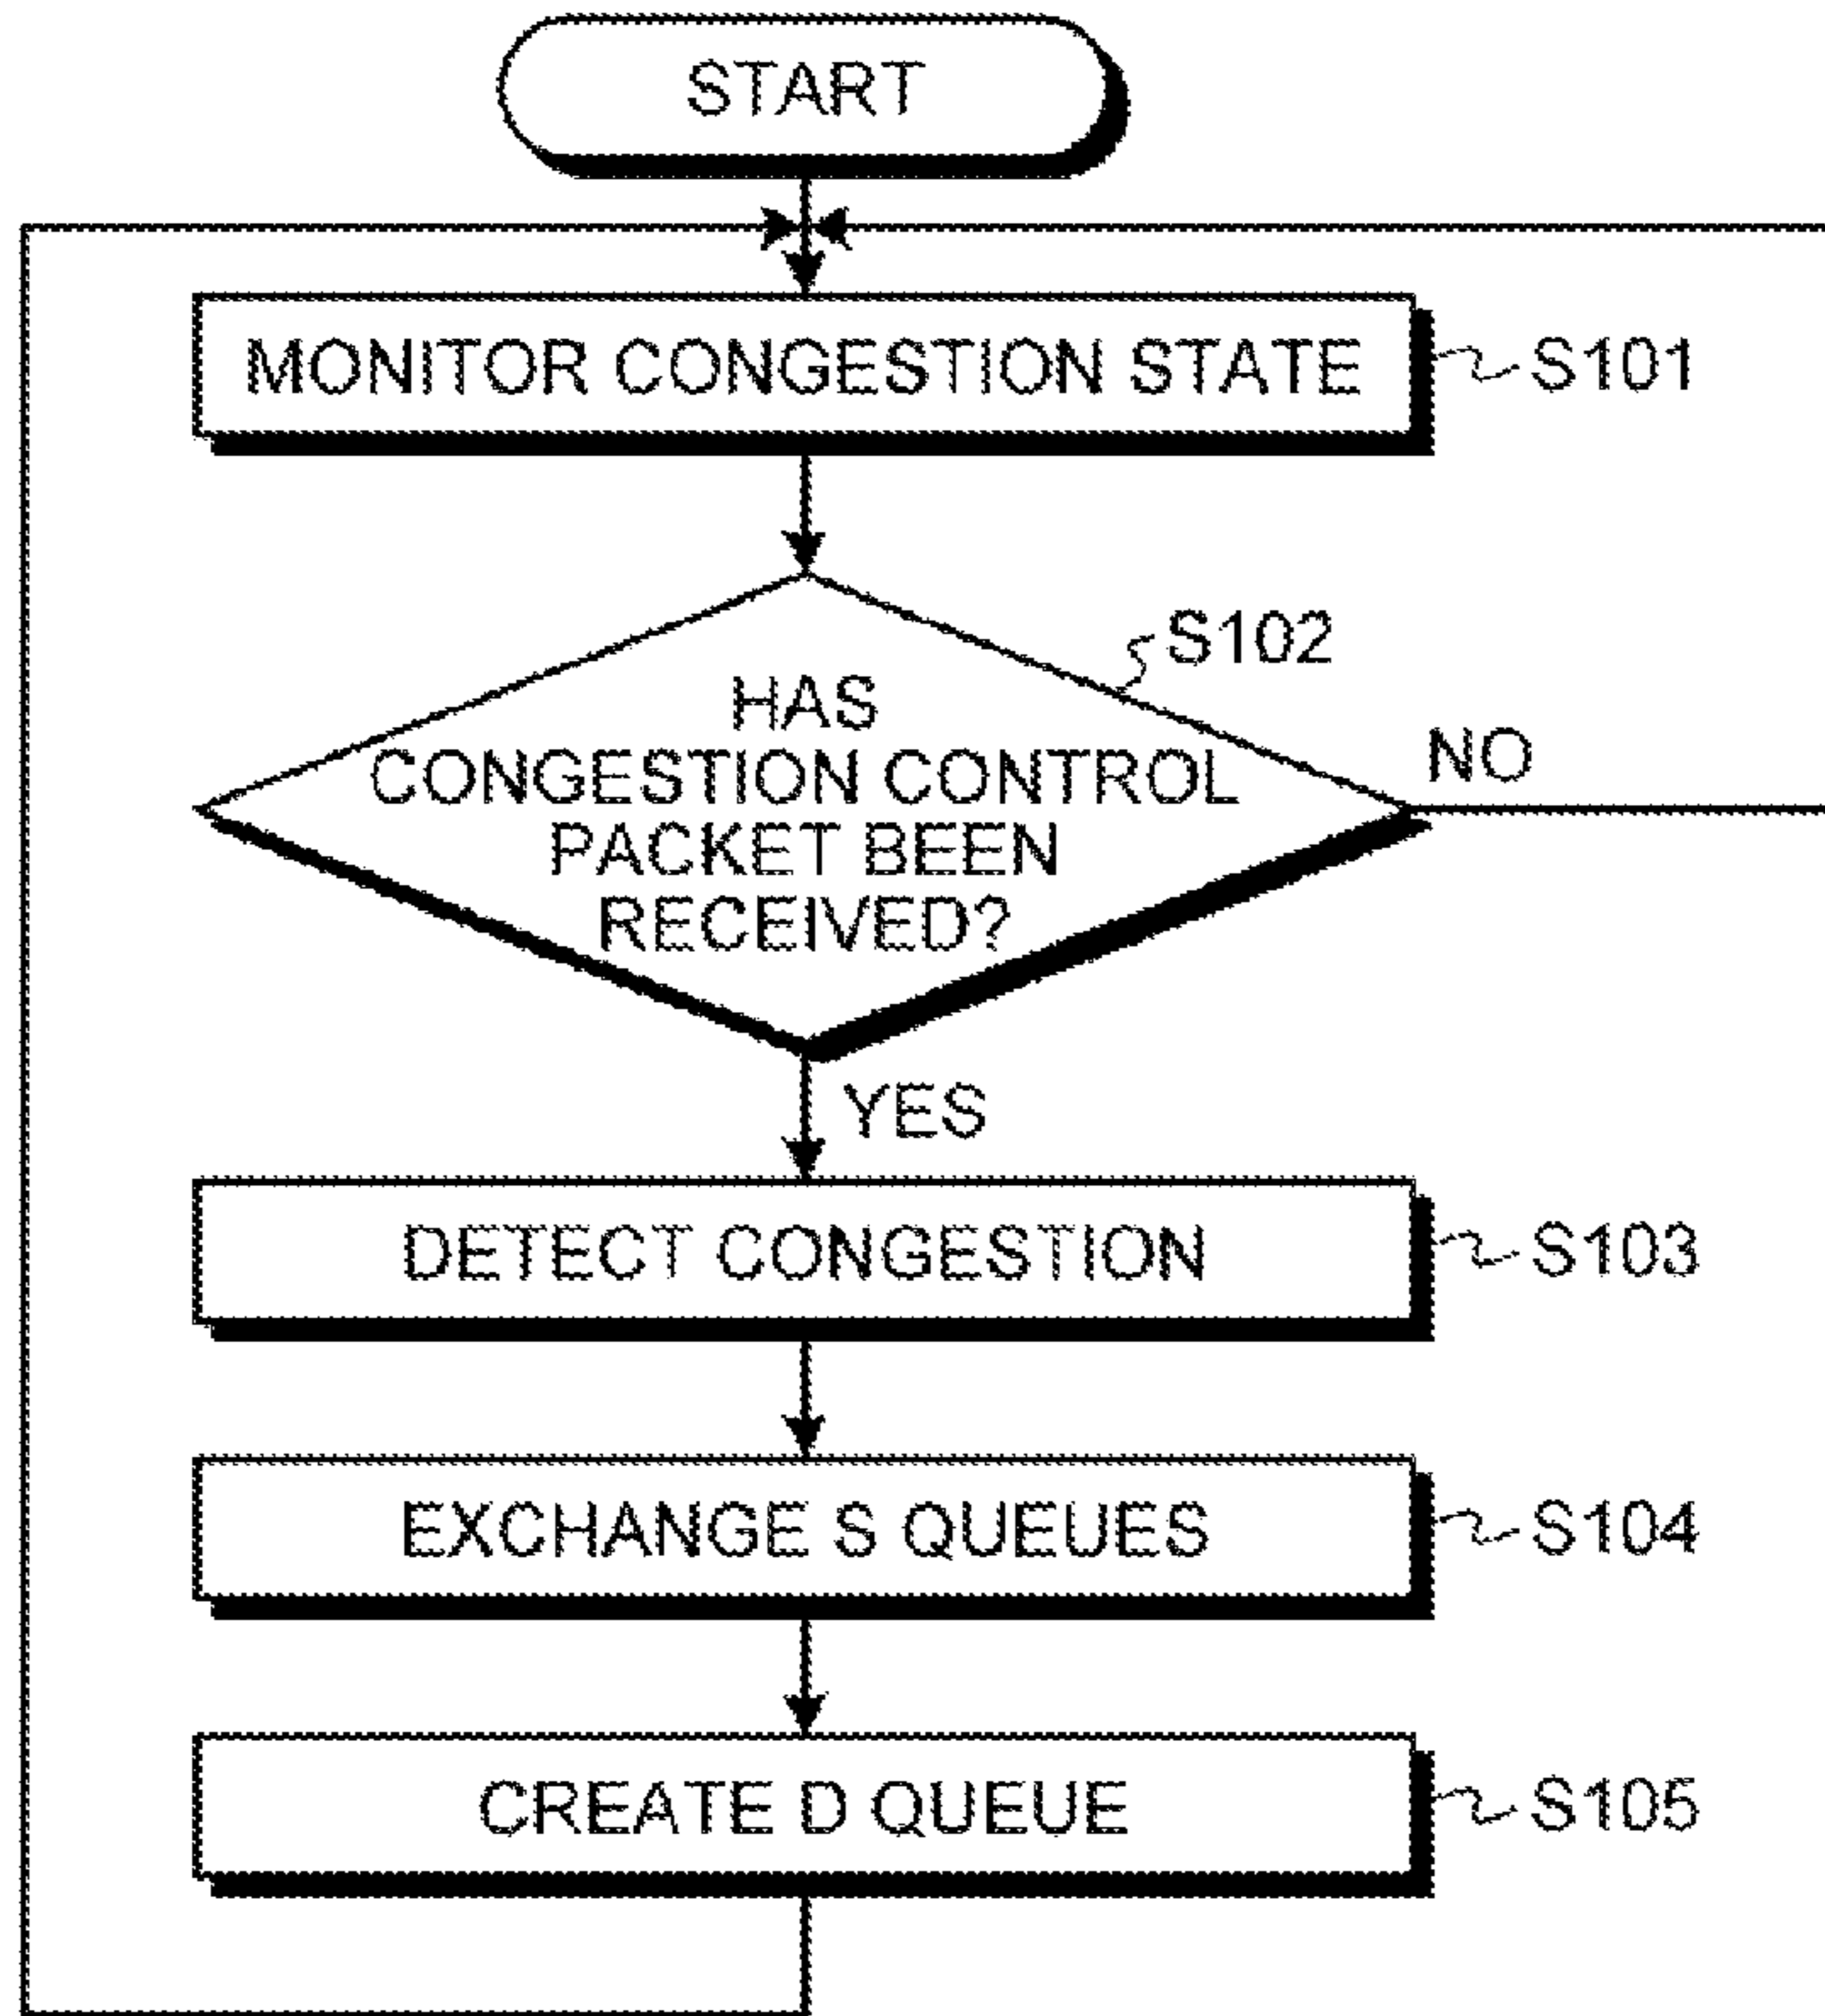 START
MONITOR CONGESTION STATE
S101
S102
HAS
CONGESTION CONTROL
PACKET BEEN
RECEIVED?
NO
YES
DETECT CONGESTION
S103
EXCHANGE S QUEUES
S104
CREATE D QUEUE
S105